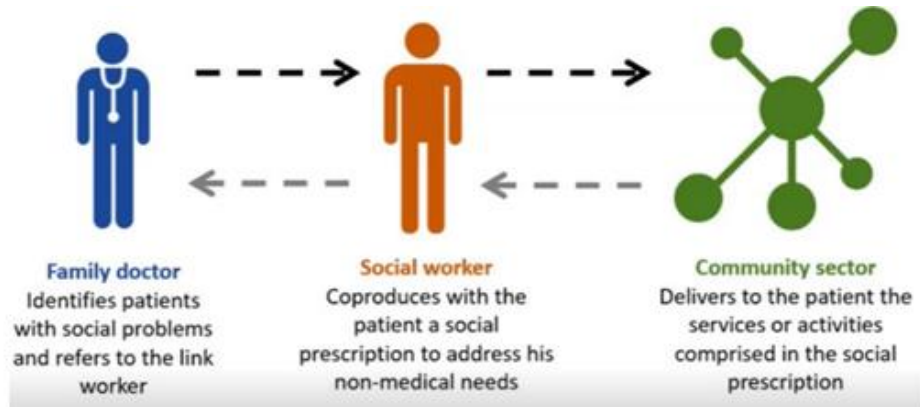 Family doctor
Identifies patients
with social problems
and refers to the link
worker
Social worker
Coproduces with the
patient a social
prescription to address his
non-medical needs
Community sector
Delivers to the patient the
services or activities
comprised in the social
prescription